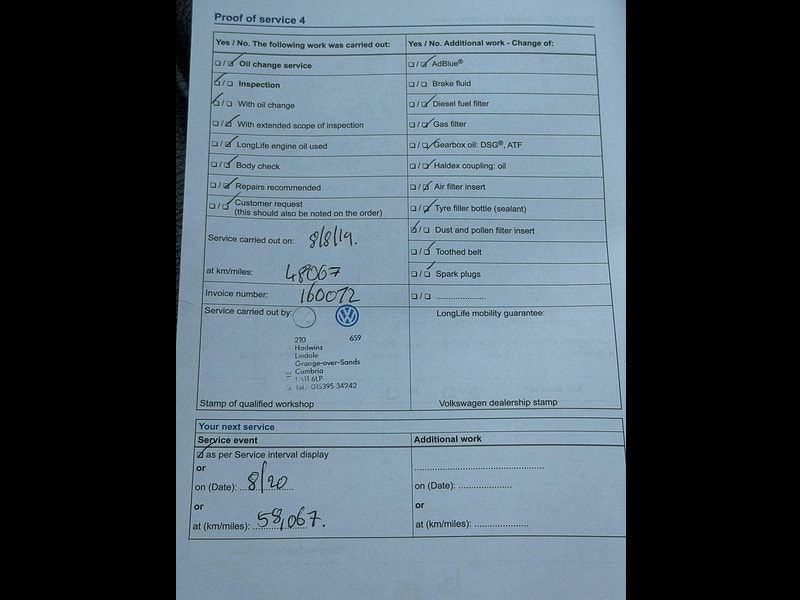 Proof of service 4
Yes / No. The following work was carried out:
Yes / No. Additional work - Change of:
☐ / ☑ Oil change service
☐ / ☑ AdBlue®
☑ / ☐ Inspection
☐ / ☐ Brake fluid
☑ / ☐ With oil change
☐ / ☑ Diesel fuel filter
☐ / ☑ With extended scope of inspection
☐ / ☑ Gas filter
☐ / ☑ LongLife engine oil used
☐ / ☑ Gearbox oil: DSG®, ATF
☐ / ☑ Body check
☐ / ☑ Haldex coupling: oil
☐ / ☑ Repairs recommended
☐ / ☑ Air filter insert
☐ / ☑ Customer request
(this should also be noted on the order)
☐ / ☑ Tyre filler bottle (sealant)
☑ / ☐ Dust and pollen filter insert
Service carried out on: 8/8/19.
☐ / ☑ Toothed belt
at km/miles: 48067
☐ / ☑ Spark plugs
Invoice number: 160072
☐ / ☐ ......................
Service carried out by:
LongLife mobility guarantee:
210 659
Hadwins
Lindale
Grange-over-Sands
Cumbria
LA11 6LP
Tel:- 015395 34242
Stamp of qualified workshop
Volkswagen dealership stamp
Your next service
Service event
Additional work
☑ as per Service interval display
or
on (Date): 8/20
on (Date): ......................
or
or
at (km/miles): 58,067.
at (km/miles): ......................